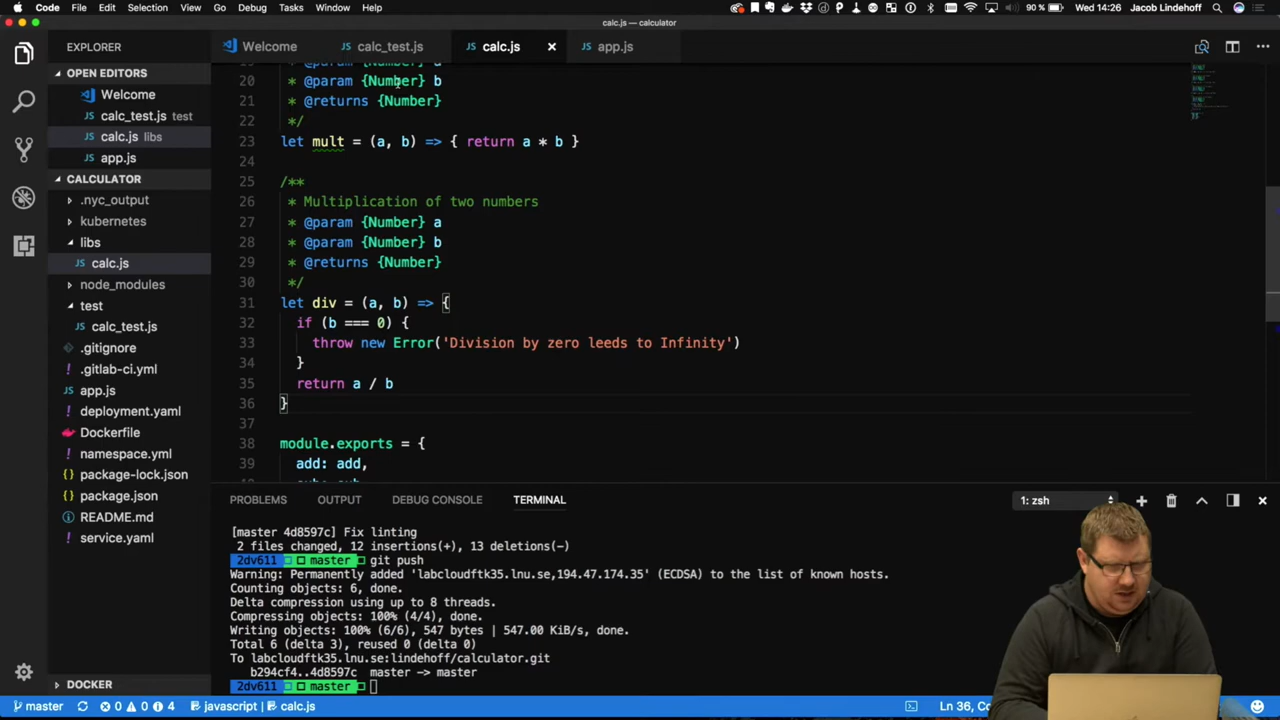 Code File Edit Selection View Go Debug Tasks Window Help 90 % Wed 14:26 Jacob Lindehoff
calc.js — calculator
EXPLORER
Welcome
calc_test.js
calc.js
app.js
OPEN EDITORS
Welcome
calc_test.js test
calc.js libs
app.js
CALCULATOR
.nyc_output
kubernetes
libs
calc.js
node_modules
test
calc_test.js
.gitignore
.gitlab-ci.yml
app.js
deployment.yaml
Dockerfile
namespace.yml
package-lock.json
package.json
README.md
service.yaml
DOCKER
19 * @param {Number} a
20 * @param {Number} b
21 * @returns {Number}
22 */
23 let mult = (a, b) => { return a * b }
24
25 /**
26 * Multiplication of two numbers
27 * @param {Number} a
28 * @param {Number} b
29 * @returns {Number}
30 */
31 let div = (a, b) => {
32 if (b === 0) {
33 throw new Error('Division by zero leeds to Infinity')
34 }
35 return a / b
36 }
37
38 module.exports = {
39 add: add,
PROBLEMS OUTPUT DEBUG CONSOLE TERMINAL 1: zsh
[master 4d8597c] Fix linting
2 files changed, 12 insertions(+), 13 deletions(-)
2dv611 master git push
Warning: Permanently added 'labcloudftk35.lnu.se,194.47.174.35' (ECDSA) to the list of known hosts.
Counting objects: 6, done.
Delta compression using up to 8 threads.
Compressing objects: 100% (4/4), done.
Writing objects: 100% (6/6), 547 bytes | 547.00 KiB/s, done.
Total 6 (delta 3), reused 0 (delta 0)
To labcloudftk35.lnu.se:lindehoff/calculator.git
b294cf4..4d8597c master -> master
2dv611 master
master 0 0 4 javascript calc.js Ln 36,